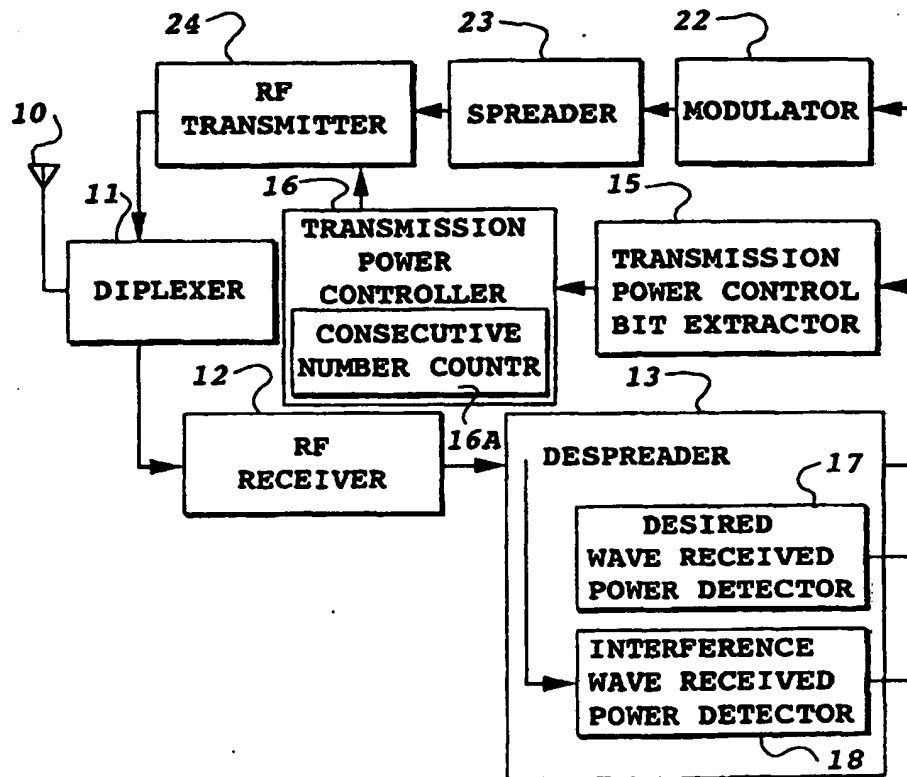 24
23
22
RF
TRANSMITTER
SPREADER
MODULATOR
10
11
16
15
DIPLEXER
TRANSMISSION
POWER
CONTROLLER
CONSECUTIVE
NUMBER COUNTR
TRANSMISSION
POWER CONTROL
BIT EXTRACTOR
12
16A
13
RF
RECEIVER
DESPREADER
17
DESIRED
WAVE RECEIVED
POWER DETECTOR
INTERFERENCE
WAVE RECEIVED
POWER DETECTOR
18